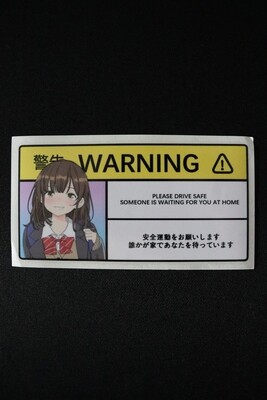 警告 WARNING
PLEASE DRIVE SAFE
SOMEONE IS WAITING FOR YOU AT HOME
安全運動をお願いします
誰かが家であなたを待っています